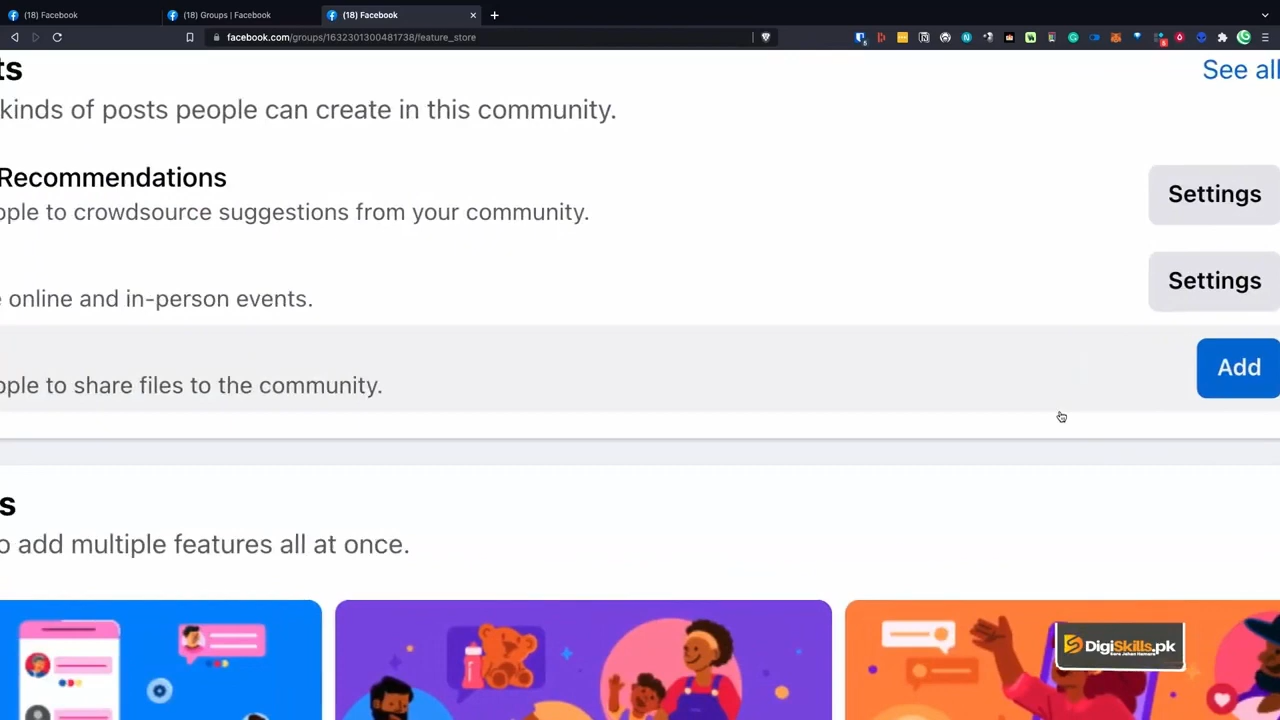 (18) Facebook
(18) Groups | Facebook
(18) Facebook
facebook.com/groups/1632301300481738/feature_store
ts
See all
kinds of posts people can create in this community.
Recommendations
ople to crowdsource suggestions from your community.
Settings
e online and in-person events.
Settings
ople to share files to the community.
Add
s
o add multiple features all at once.
DigiSkills.pk